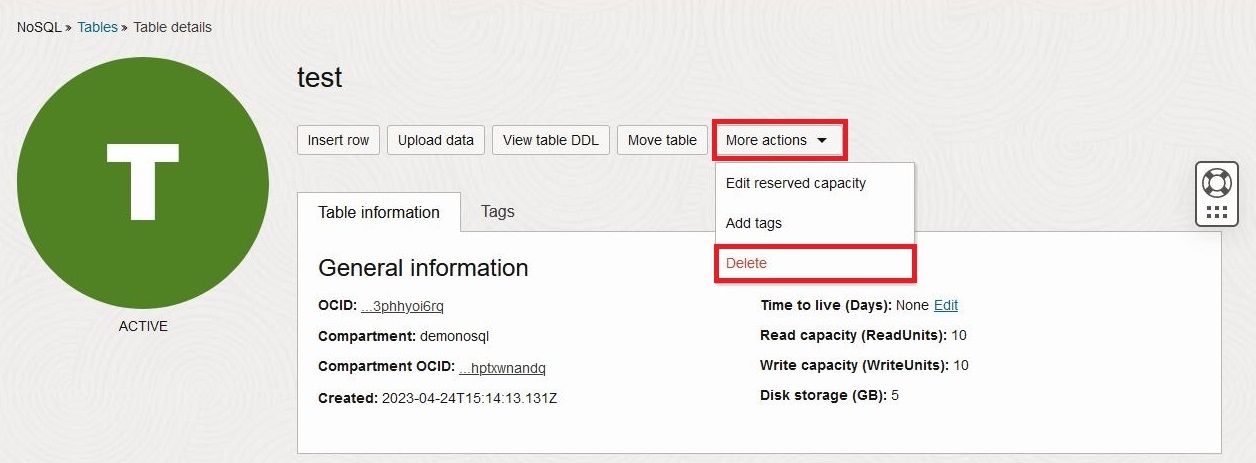 NoSQL » Tables » Table details
T
ACTIVE
test
Insert row Upload data View table DDL Move table More actions
Edit reserved capacity
Add tags
Delete
Table information Tags
General information
OCID: ...3phhyoi6rq
Compartment: demonosql
Compartment OCID: ...hptxwnandq
Created: 2023-04-24T15:14:13.131Z
Time to live (Days): None Edit
Read capacity (ReadUnits): 10
Write capacity (WriteUnits): 10
Disk storage (GB): 5